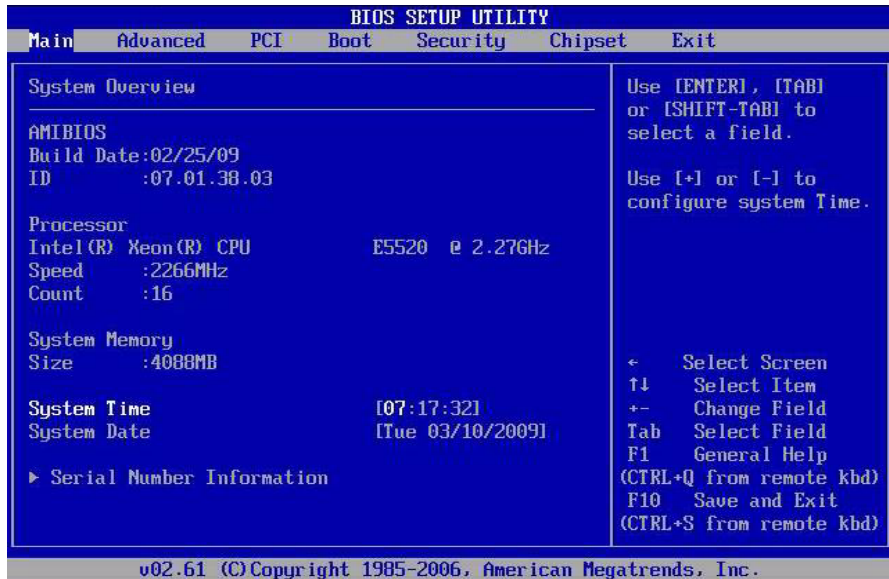 BIOS SETUP UTILITY
Main Advanced PCI Boot Security Chipset Exit
System Overview
AMIBIOS
Build Date:02/25/09
ID :07.01.38.03
Processor
Intel(R) Xeon(R) CPU E5520 @ 2.27GHz
Speed :2266MHz
Count :16
System Memory
Size :4088MB
System Time [07:17:32]
System Date [Tue 03/10/2009]
▶ Serial Number Information
Use [ENTER], [TAB]
or [SHIFT-TAB] to
select a field.
Use [+] or [-] to
configure system Time.
← Select Screen
↑↓ Select Item
+- Change Field
Tab Select Field
F1 General Help
(CTRL+Q from remote kbd)
F10 Save and Exit
(CTRL+S from remote kbd)
v02.61 (C)Copyright 1985-2006, American Megatrends, Inc.